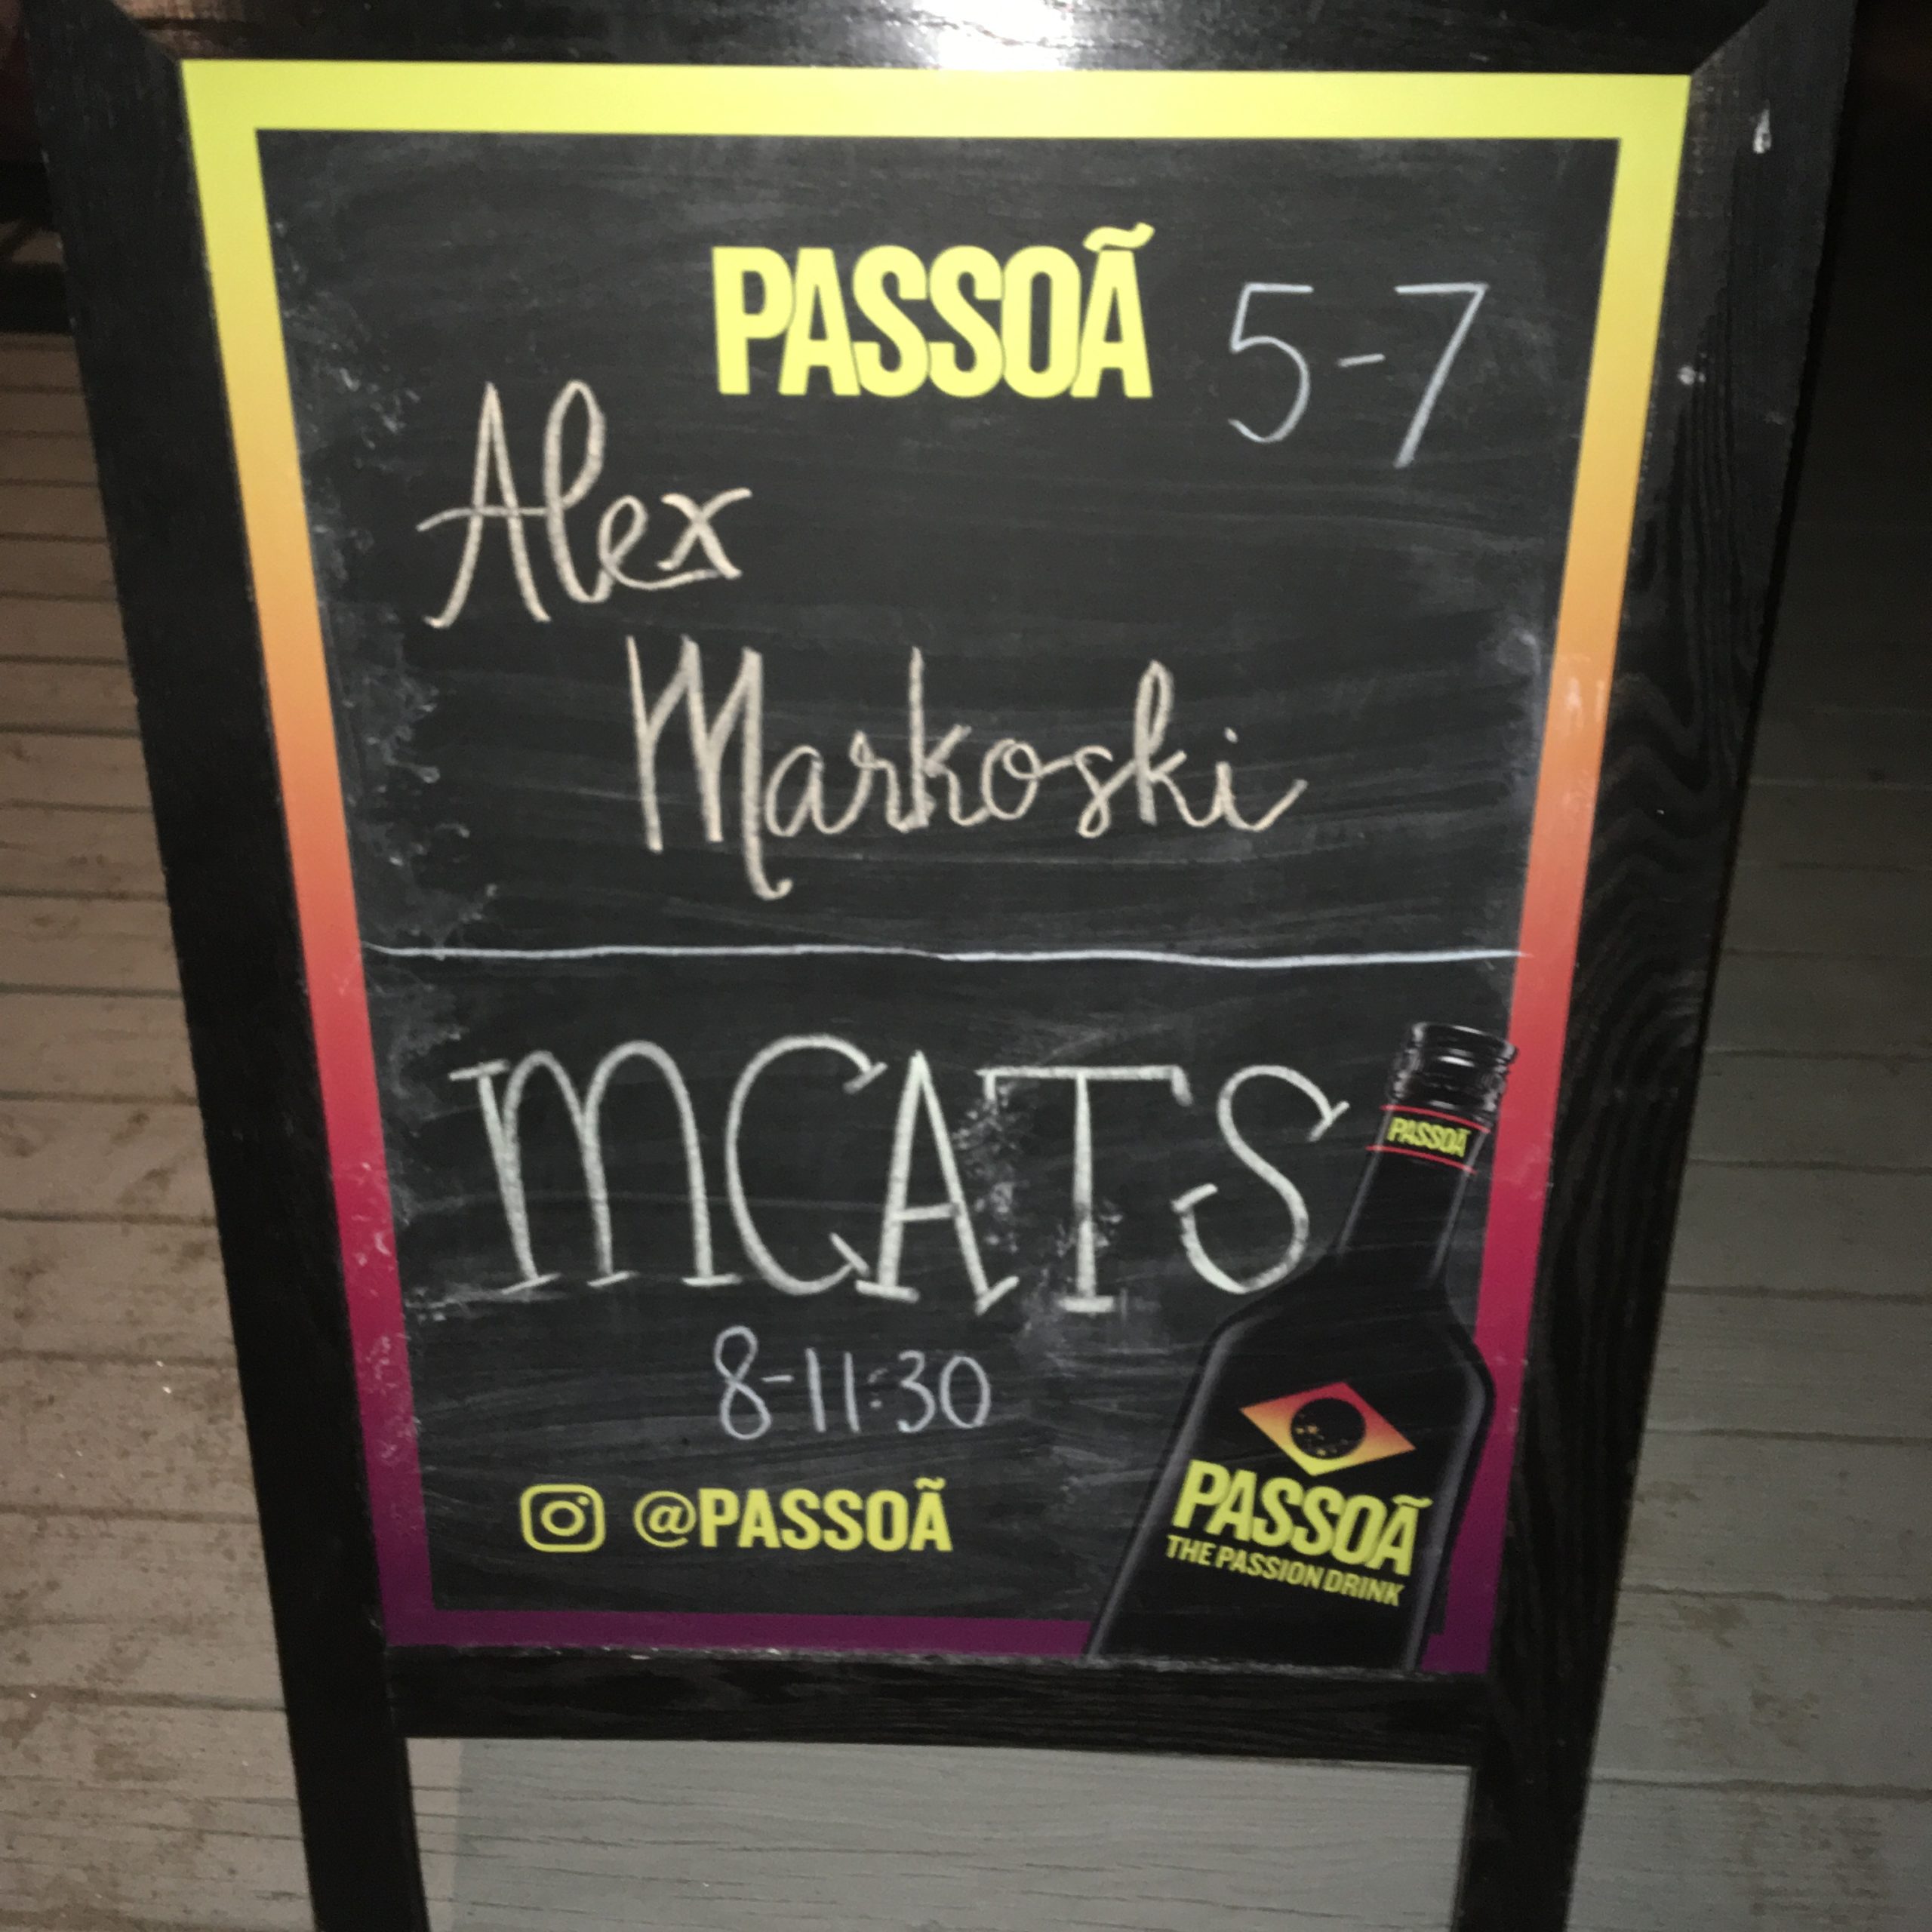 PASSOÃ 5-7
Alex
Markoski
MCATS
PASSOÃ
8-11:30
@PASSOÃ
PASSOÃ
THE PASSION DRINK